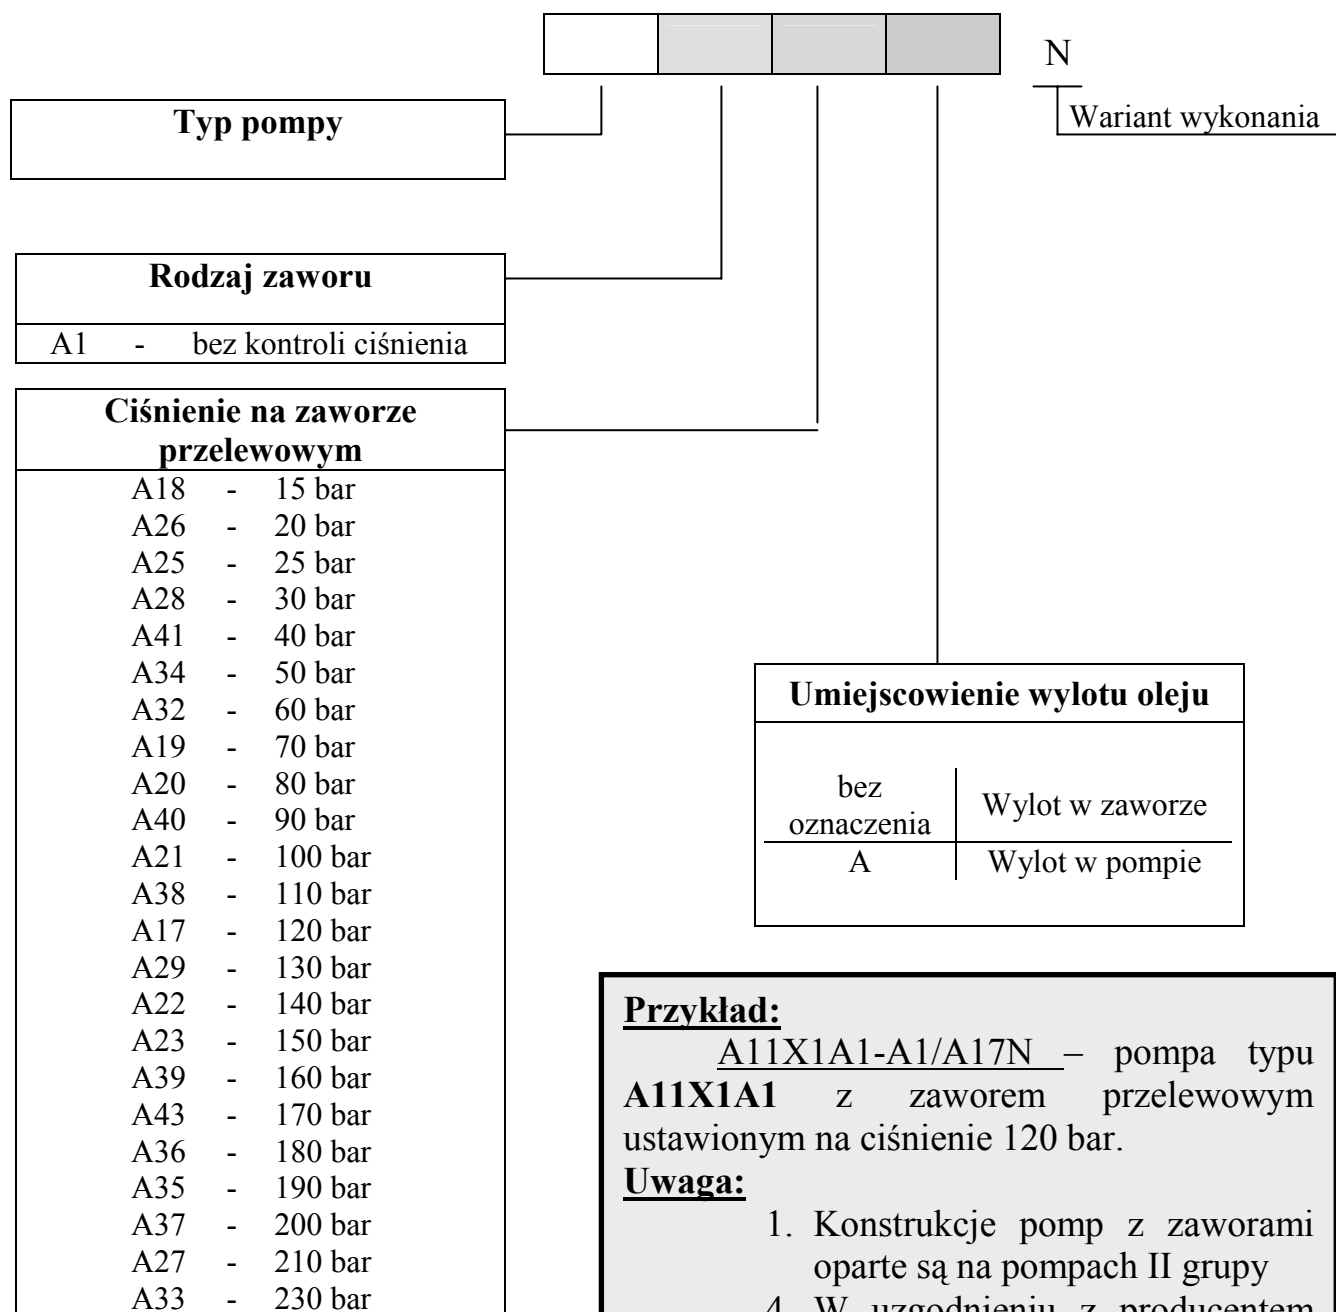 N
Wariant wykonania
Typ pompy
Rodzaj zaworu
A1 - bez kontroli ciśnienia
Ciśnienie na zaworze
przelewowym
A18 - 15 bar
A26 - 20 bar
A25 - 25 bar
A28 - 30 bar
A41 - 40 bar
A34 - 50 bar
A32 - 60 bar
A19 - 70 bar
A20 - 80 bar
A40 - 90 bar
A21 - 100 bar
A38 - 110 bar
A17 - 120 bar
A29 - 130 bar
A22 - 140 bar
A23 - 150 bar
A39 - 160 bar
A43 - 170 bar
A36 - 180 bar
A35 - 190 bar
A37 - 200 bar
A27 - 210 bar
A33 - 230 bar
Umiejscowienie wylotu oleju
bez
oznaczenia
Wylot w zaworze
A
Wylot w pompie
Przykład:
A11X1A1-A1/A17N – pompa typu
A11X1A1 z zaworem przelewowym
ustawionym na ciśnienie 120 bar.
Uwaga:
1. Konstrukcje pomp z zaworami
oparte są na pompach II grupy
4. W uzgodnieniu z producentem